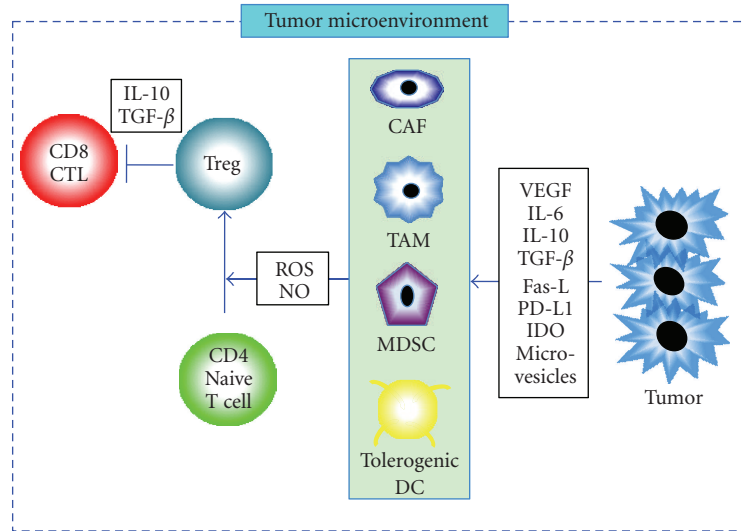 Tumor microenvironment
IL-10
TGF-β
CD8
CTL
Treg
CD4
Naive
T cell
ROS
NO
CAF
TAM
MDSC
Tolerogenic
DC
VEGF
IL-6
IL-10
TGF-β
Fas-L
PD-L1
IDO
Micro-
vesicles
Tumor